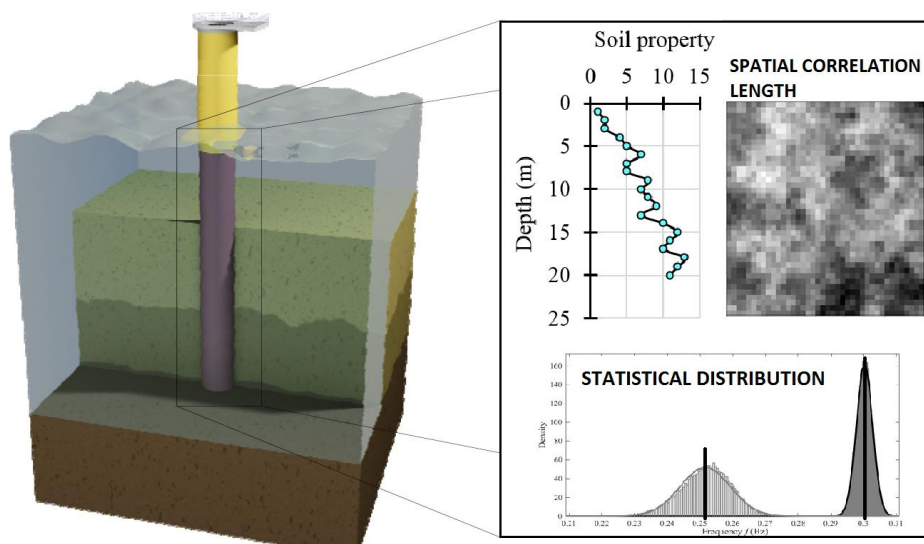 Soil property
0 5 10 15
Depth (m)
0
5
10
15
20
25
SPATIAL CORRELATION
LENGTH
STATISTICAL DISTRIBUTION
Density
160
140
120
100
80
60
40
20
0
0.21 0.22 0.23 0.24 0.25 0.26 0.27 0.28 0.29 0.3 0.31
Frequency f (Hz)